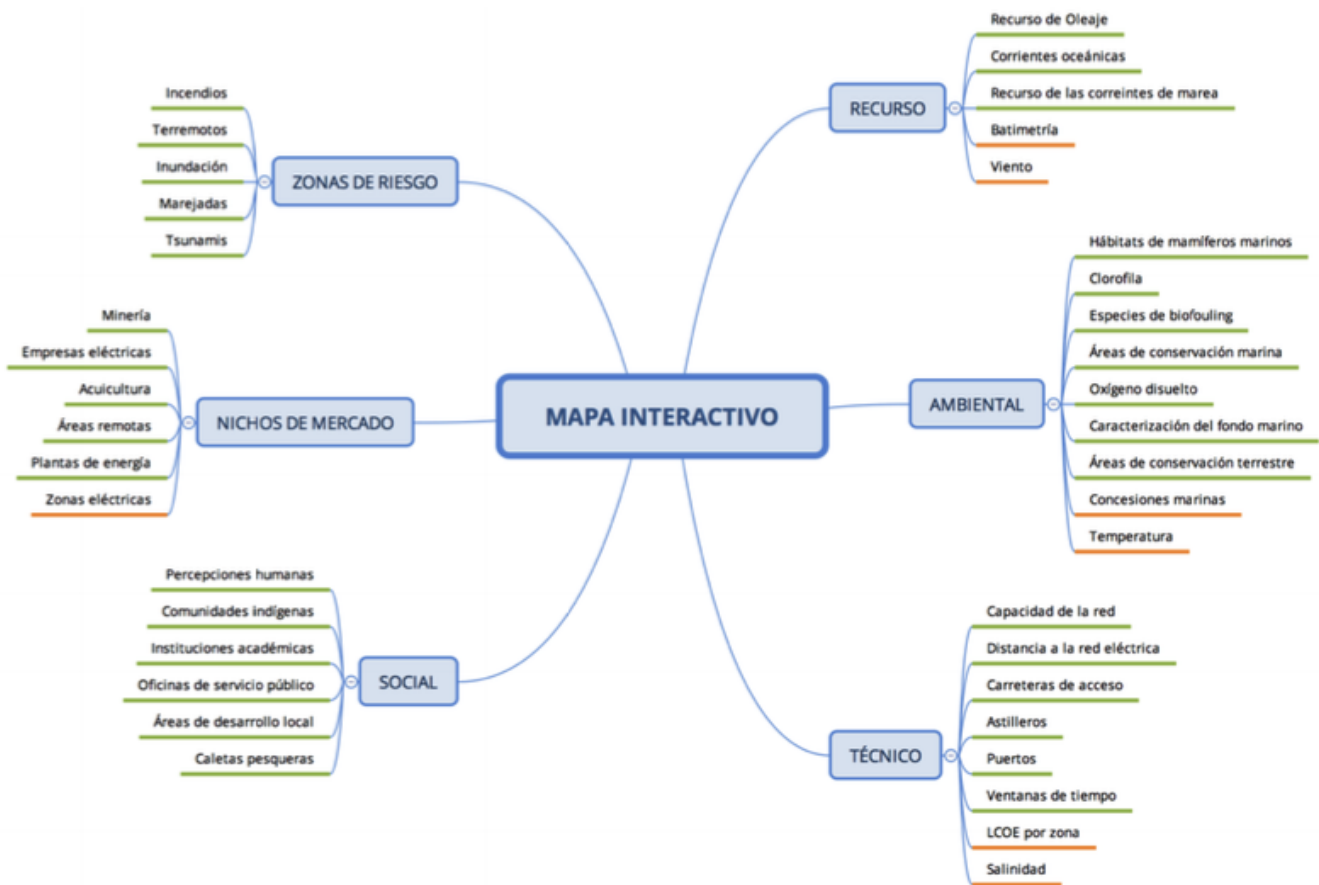 MAPA INTERACTIVO
RECURSO
Recurso de Oleaje
Corrientes oceánicas
Recurso de las correintes de marea
Batimetría
Viento
AMBIENTAL
Hábitats de mamíferos marinos
Clorofila
Especies de biofouling
Áreas de conservación marina
Oxígeno disuelto
Caracterización del fondo marino
Áreas de conservación terrestre
Concesiones marinas
Temperatura
TÉCNICO
Capacidad de la red
Distancia a la red eléctrica
Carreteras de acceso
Astilleros
Puertos
Ventanas de tiempo
LCOE por zona
Salinidad
ZONAS DE RIESGO
Incendios
Terremotos
Inundación
Marejadas
Tsunamis
NICHOS DE MERCADO
Minería
Empresas eléctricas
Acuicultura
Áreas remotas
Plantas de energía
Zonas eléctricas
SOCIAL
Percepciones humanas
Comunidades indígenas
Instituciones académicas
Oficinas de servicio público
Áreas de desarrollo local
Caletas pesqueras